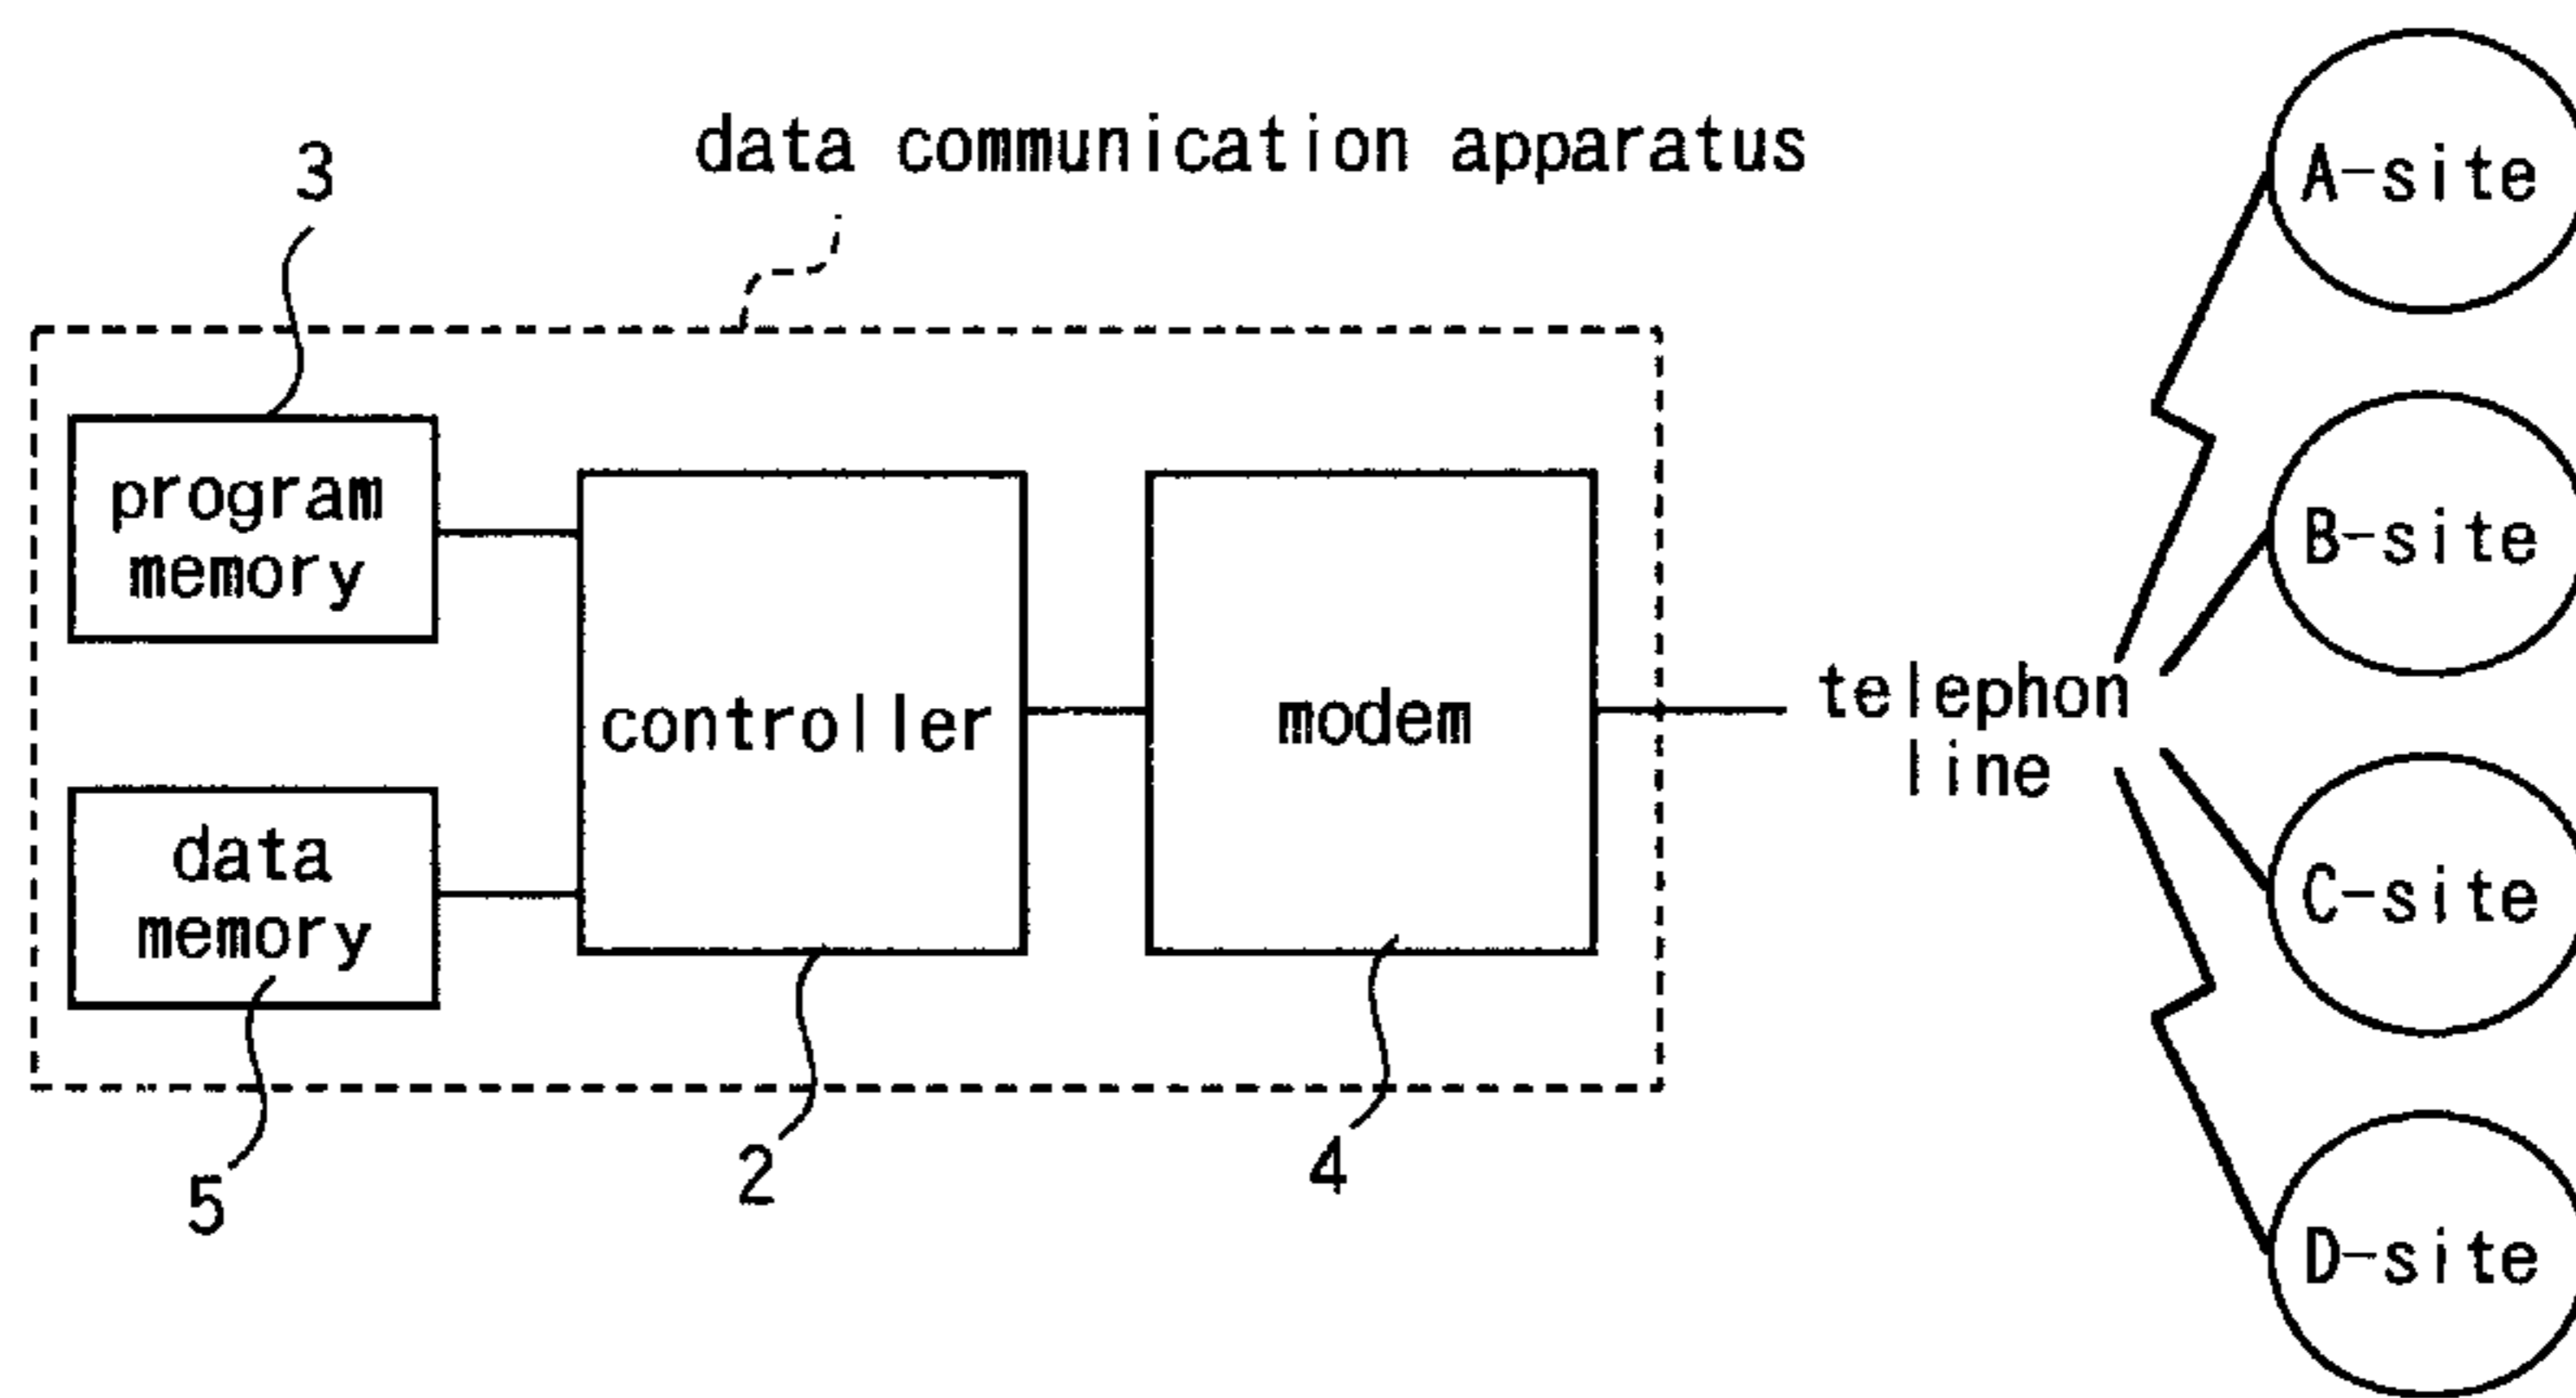 data communication apparatus
3
program
memory
data
memory
controller
modem
telephon
line
5
2
4
A-site
B-site
C-site
D-site